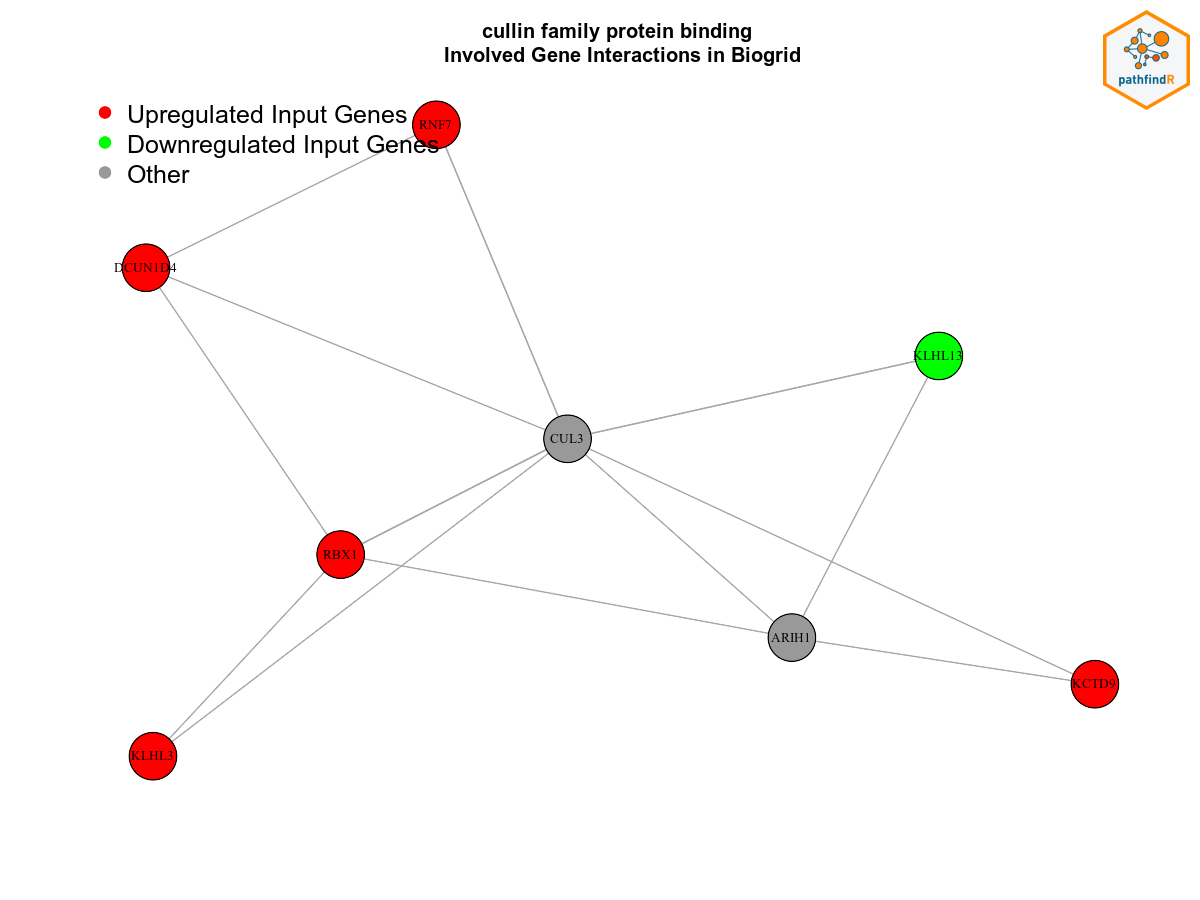 cullin family protein binding
Involved Gene Interactions in Biogrid
pathfindR
Upregulated Input Genes
Downregulated Input Genes
Other
RNF7
DCUN1D4
KLHL13
CUL3
RBX1
ARIH1
KCTD9
KLHL3